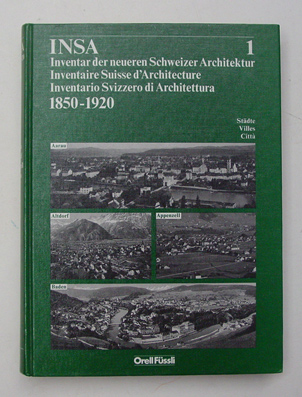 INSA 1
Inventar der neueren Schweizer Architektur
Inventaire Suisse d'Architecture
Inventario Svizzero di Architettura
1850-1920
Städte
Villes
Città
Aarau
Altdorf
Appenzell
Baden
Orell Füssli